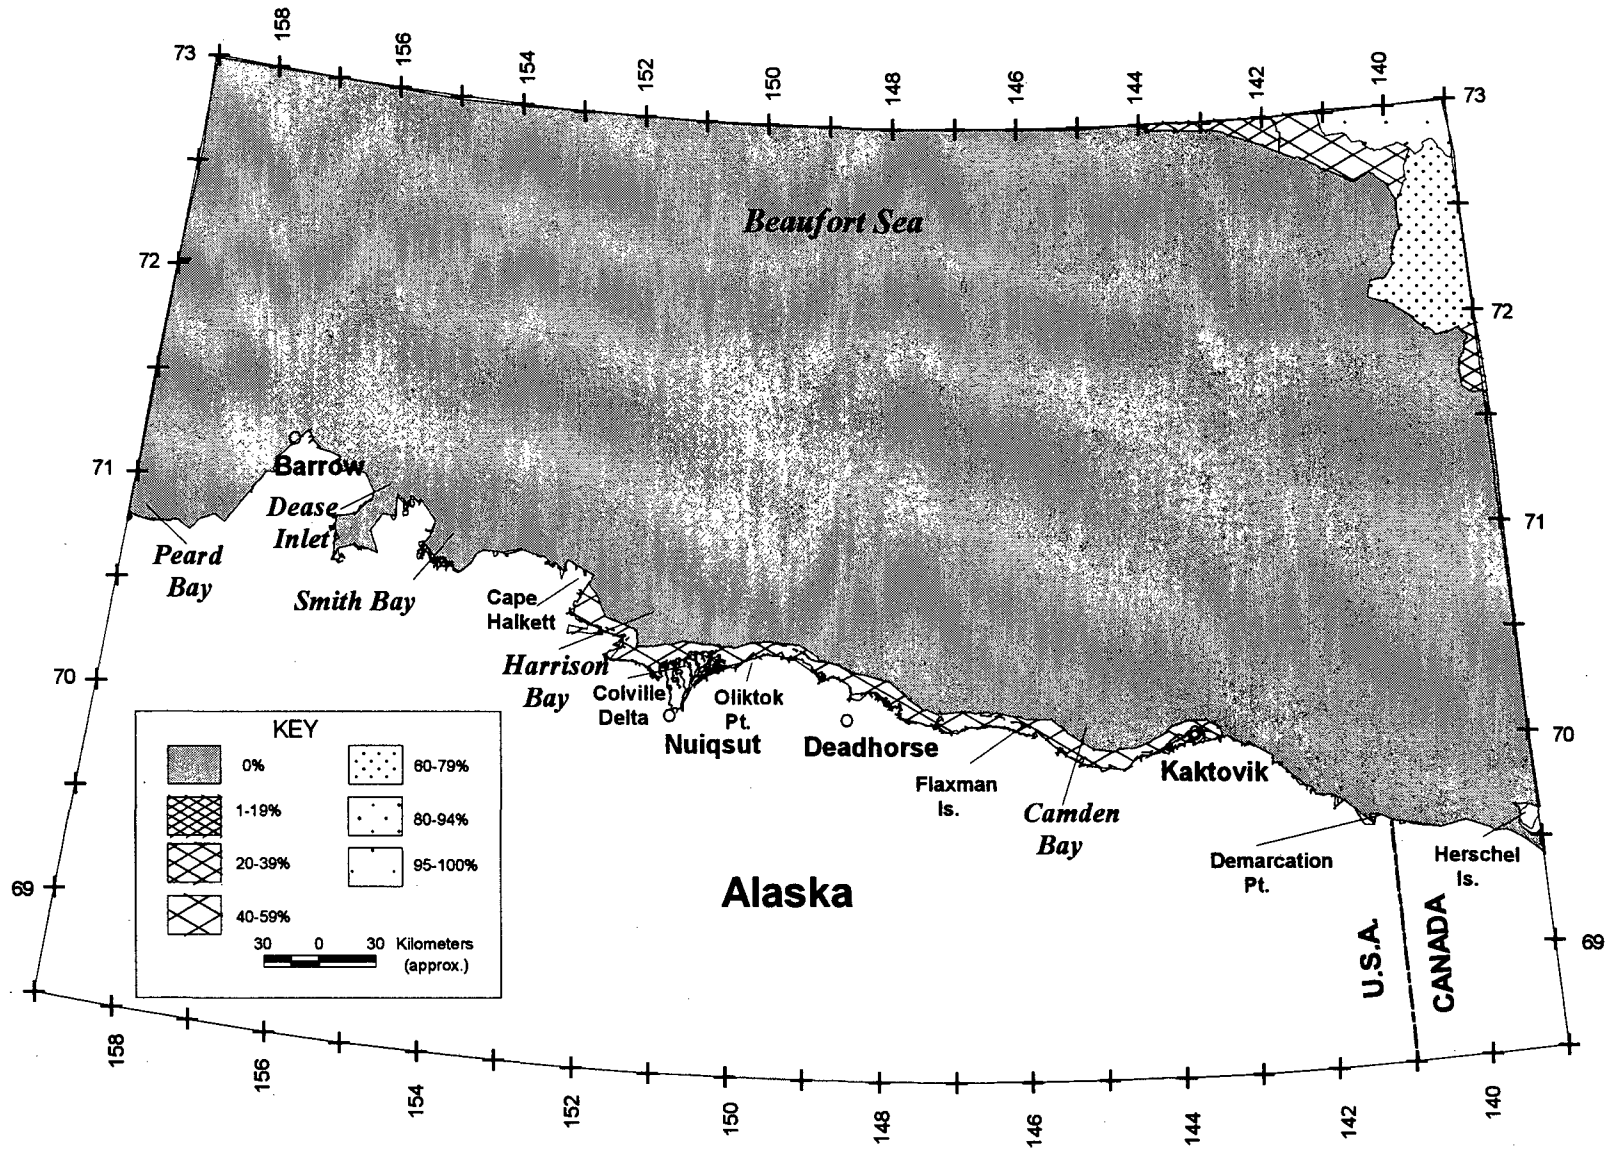 158
156
154
152
150
148
146
144
142
140
73
73
Beaufort Sea
72
72
Barrow
71
Dease
Inlet
71
Peard
Bay
Smith Bay
Cape
Halkett
Harrison
Bay
70
Colville
Delta
Oliktok
Pt.
Nuiqsut
Deadhorse
70
Kaktovik
Flaxman
Is.
Camden
Bay
Demarcation
Pt.
Herschel
Is.
KEY
0%
1-19%
20-39%
40-59%
60-79%
80-94%
95-100%
30 0 30 Kilometers
(approx.)
69
Alaska
U.S.A.
CANADA
69
158
156
154
152
150
148
146
144
142
140